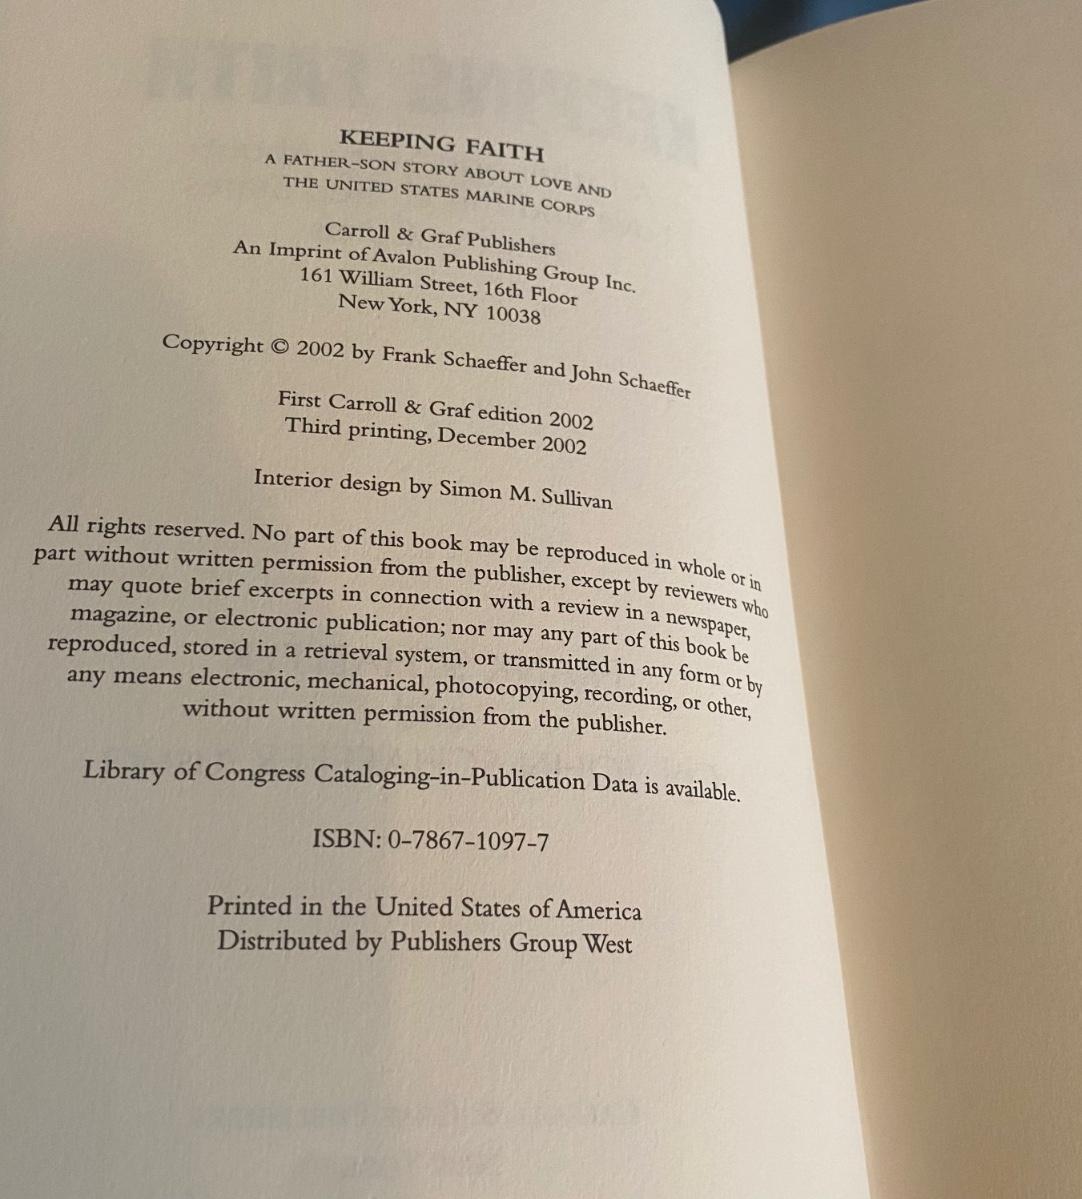 KEEPING FAITH
A FATHER-SON STORY ABOUT LOVE AND
THE UNITED STATES MARINE CORPS
Carroll & Graf Publishers
An Imprint of Avalon Publishing Group Inc.
161 William Street, 16th Floor
New York, NY 10038
Copyright © 2002 by Frank Schaeffer and John Schaeffer
First Carroll & Graf edition 2002
Third printing, December 2002
Interior design by Simon M. Sullivan
All rights reserved. No part of this book may be reproduced in whole or in
part without written permission from the publisher, except by reviewers who
may quote brief excerpts in connection with a review in a newspaper,
magazine, or electronic publication; nor may any part of this book be
reproduced, stored in a retrieval system, or transmitted in any form or by
any means electronic, mechanical, photocopying, recording, or other,
without written permission from the publisher.
Library of Congress Cataloging-in-Publication Data is available.
ISBN: 0-7867-1097-7
Printed in the United States of America
Distributed by Publishers Group West